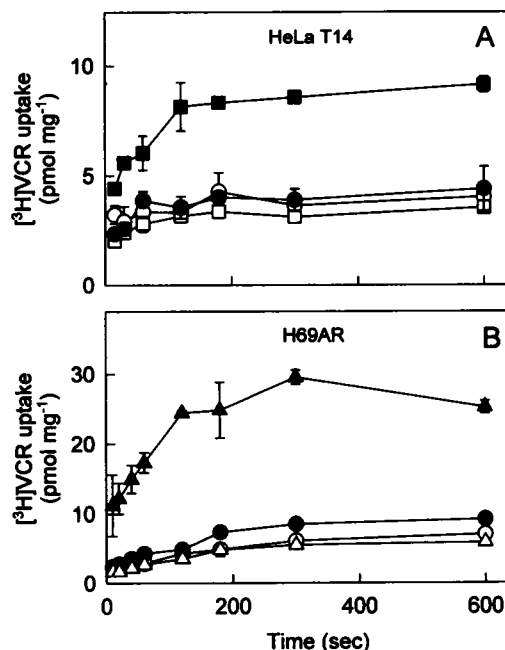 HeLa T14
A
[³H]VCR uptake
(pmol mg⁻¹)
10
5
0
H69AR
B
[³H]VCR uptake
(pmol mg⁻¹)
30
20
10
0
0
200
400
600
Time (sec)